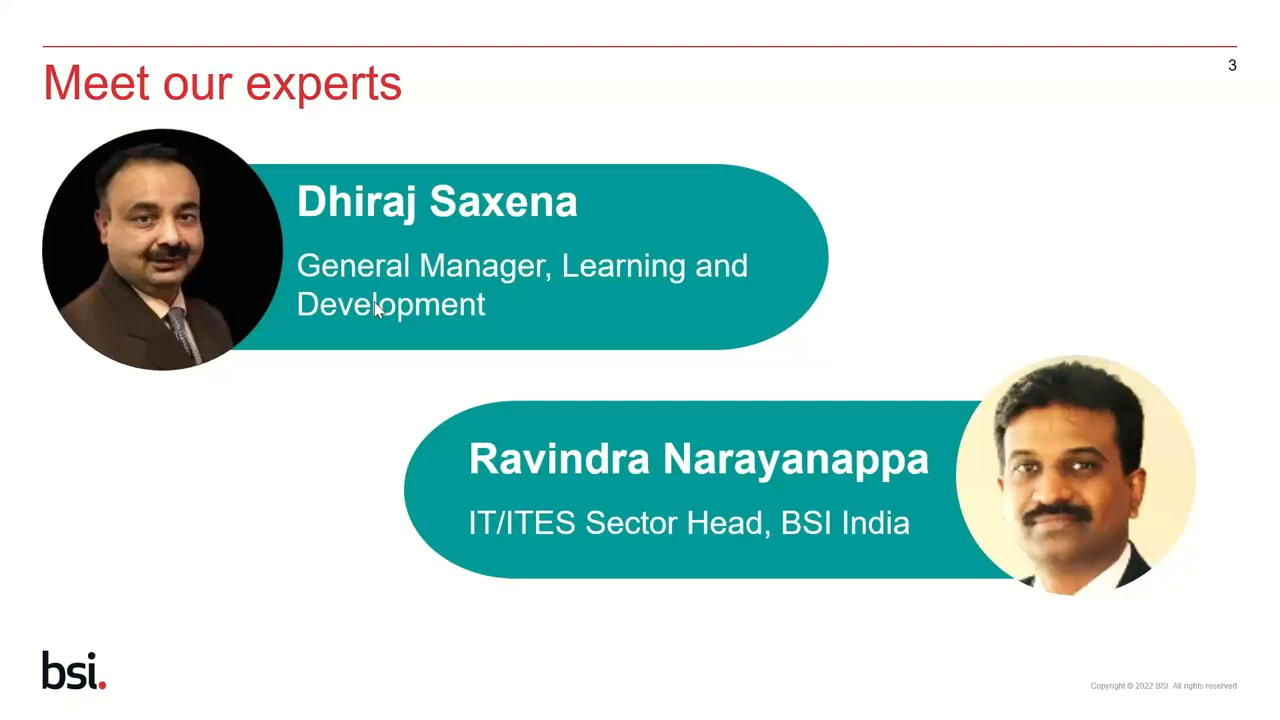 3
Meet our experts
Dhiraj Saxena
General Manager, Learning and
Development
Ravindra Narayanappa
IT/ITES Sector Head, BSI India
bsi.
Copyright © 2022 BSI. All rights reserved